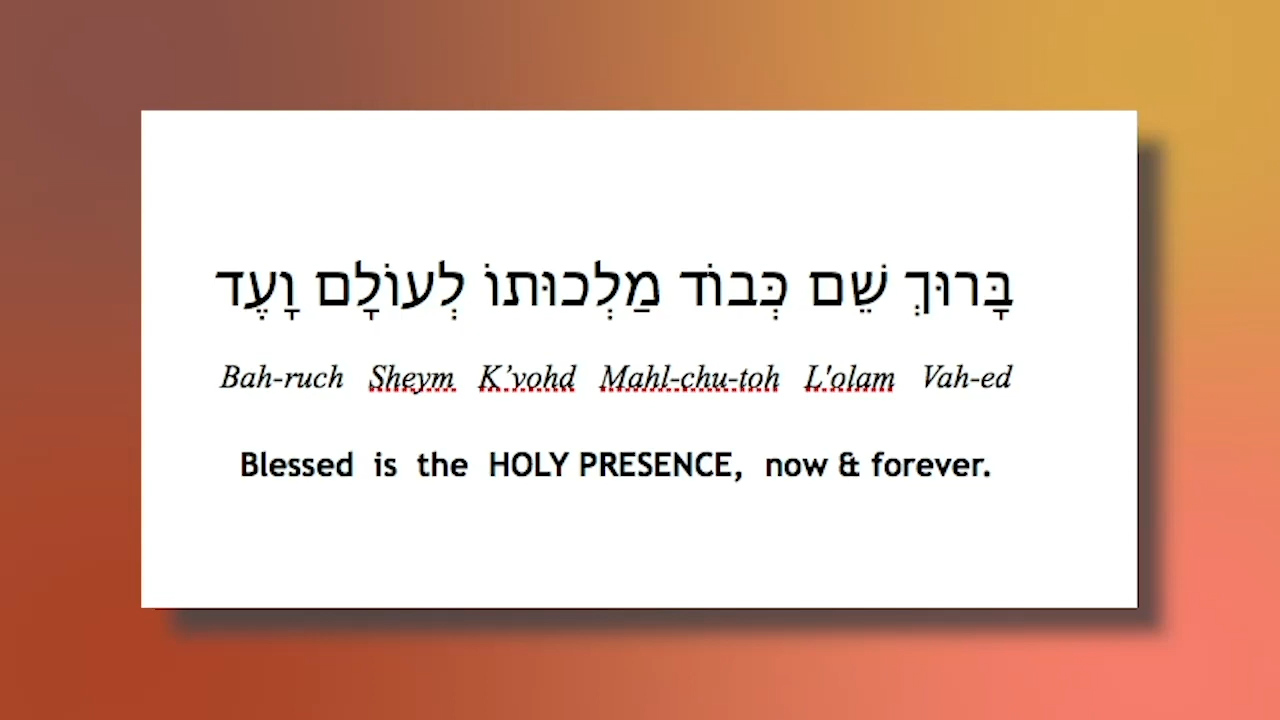 בָּרוּךְ שֵׁם כְּבוֹד מַלְכוּתוֹ לְעוֹלָם וָעֶד
Bah-ruch Sheym K’vohd Mahl-chu-toh L'olam Vah-ed
Blessed is the HOLY PRESENCE, now & forever.